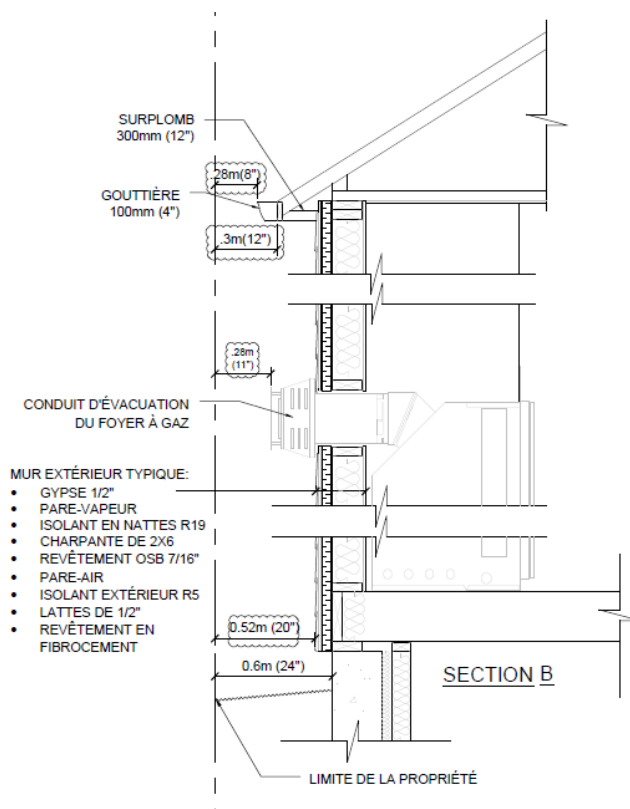 SURPLOMB
300mm (12")
.28m(8")
GOUTTIÈRE
100mm (4")
.3m(12")
.28m
(11")
CONDUIT D'ÉVACUATION
DU FOYER À GAZ
MUR EXTÉRIEUR TYPIQUE:
• GYPSE 1/2"
• PARE-VAPEUR
• ISOLANT EN NATTES R19
• CHARPANTE DE 2X6
• REVÊTEMENT OSB 7/16"
• PARE-AIR
• ISOLANT EXTÉRIEUR R5
• LATTES DE 1/2"
• REVÊTEMENT EN
FIBROCEMENT
0.52m (20")
0.6m (24")
SECTION B
LIMITE DE LA PROPRIÉTÉ